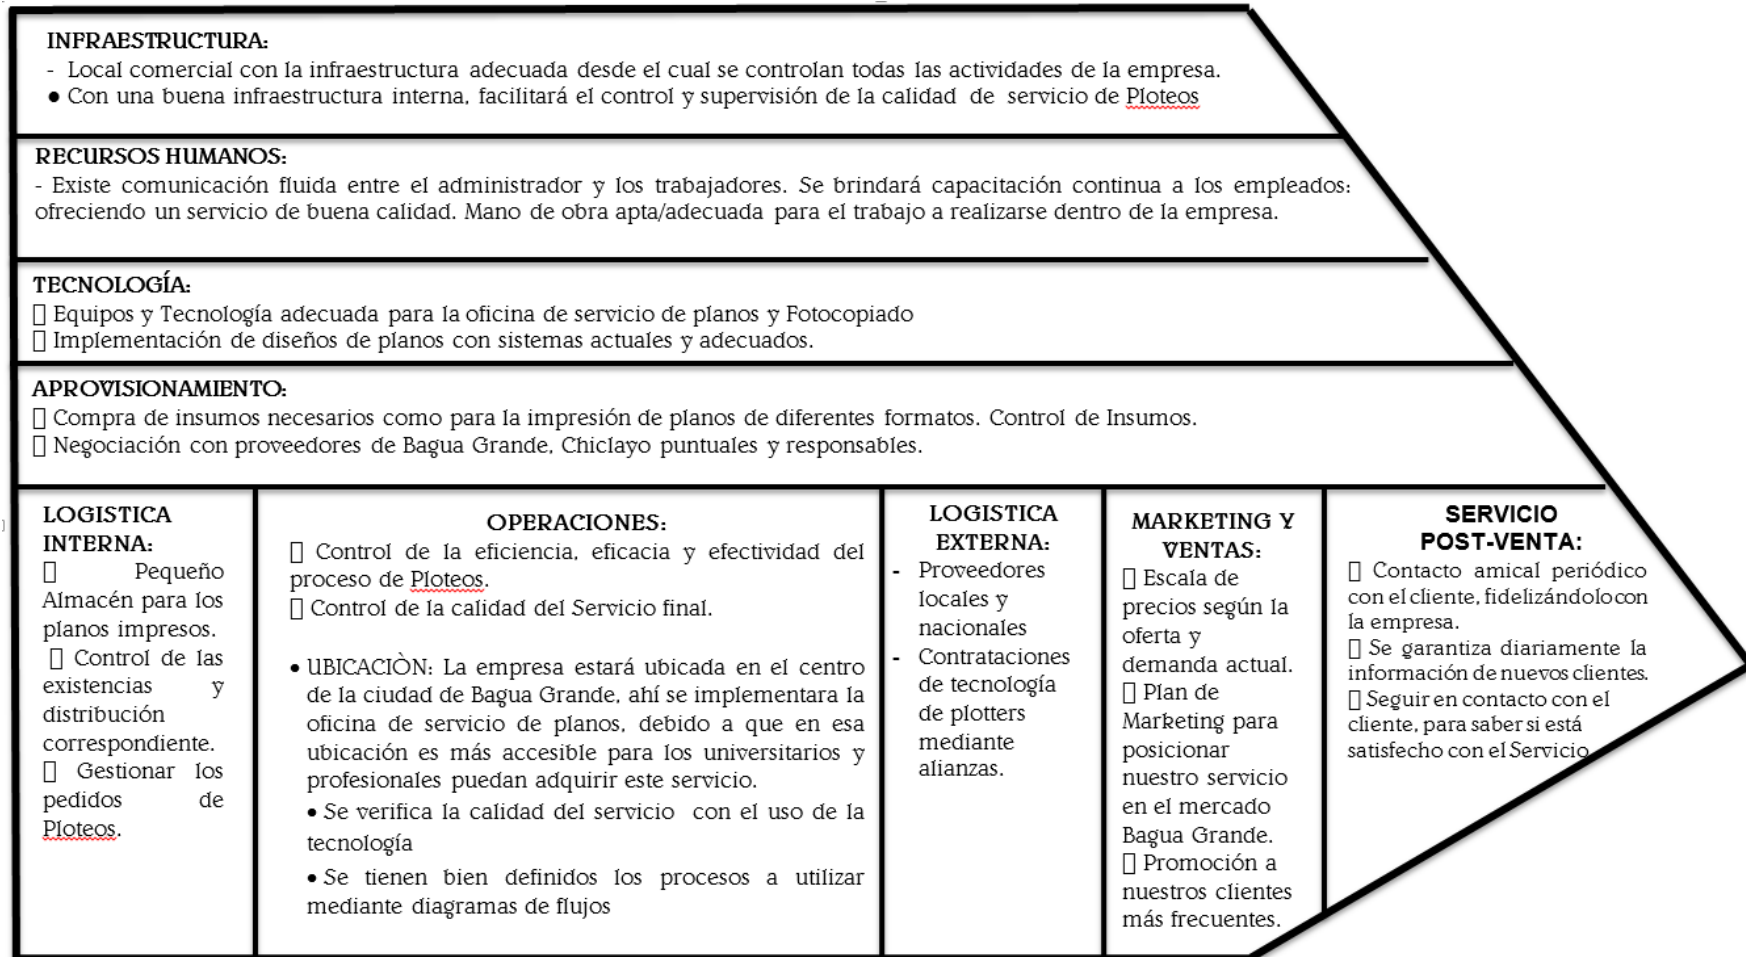 INFRAESTRUCTURA:
- Local comercial con la infraestructura adecuada desde el cual se controlan todas las actividades de la empresa.
● Con una buena infraestructura interna, facilitará el control y supervisión de la calidad de servicio de Ploteos
RECURSOS HUMANOS:
- Existe comunicación fluida entre el administrador y los trabajadores. Se brindará capacitación continua a los empleados:
ofreciendo un servicio de buena calidad. Mano de obra apta/adecuada para el trabajo a realizarse dentro de la empresa.
TECNOLOGÍA:
▯ Equipos y Tecnología adecuada para la oficina de servicio de planos y Fotocopiado
▯ Implementación de diseños de planos con sistemas actuales y adecuados.
APROVISIONAMIENTO:
▯ Compra de insumos necesarios como para la impresión de planos de diferentes formatos. Control de Insumos.
▯ Negociación con proveedores de Bagua Grande, Chiclayo puntuales y responsables.
LOGISTICA
INTERNA:
▯ Pequeño
Almacén para los
planos impresos.
▯ Control de las
existencias y
distribución
correspondiente.
▯ Gestionar los
pedidos de
Ploteos.
OPERACIONES:
▯ Control de la eficiencia, eficacia y efectividad del
proceso de Ploteos.
▯ Control de la calidad del Servicio final.
● UBICACIÒN: La empresa estará ubicada en el centro
de la ciudad de Bagua Grande, ahí se implementara la
oficina de servicio de planos, debido a que en esa
ubicación es más accesible para los universitarios y
profesionales puedan adquirir este servicio.
● Se verifica la calidad del servicio con el uso de la
tecnología
● Se tienen bien definidos los procesos a utilizar
mediante diagramas de flujos
LOGISTICA
EXTERNA:
- Proveedores
locales y
nacionales
- Contrataciones
de tecnología
de plotters
mediante
alianzas.
MARKETING Y
VENTAS:
▯ Escala de
precios según la
oferta y
demanda actual.
▯ Plan de
Marketing para
posicionar
nuestro servicio
en el mercado
Bagua Grande.
▯ Promoción a
nuestros clientes
más frecuentes.
SERVICIO
POST-VENTA:
▯ Contacto amical periódico
con el cliente, fidelizándolo con
la empresa.
▯ Se garantiza diariamente la
información de nuevos clientes.
▯ Seguir en contacto con el
cliente, para saber si está
satisfecho con el Servicio